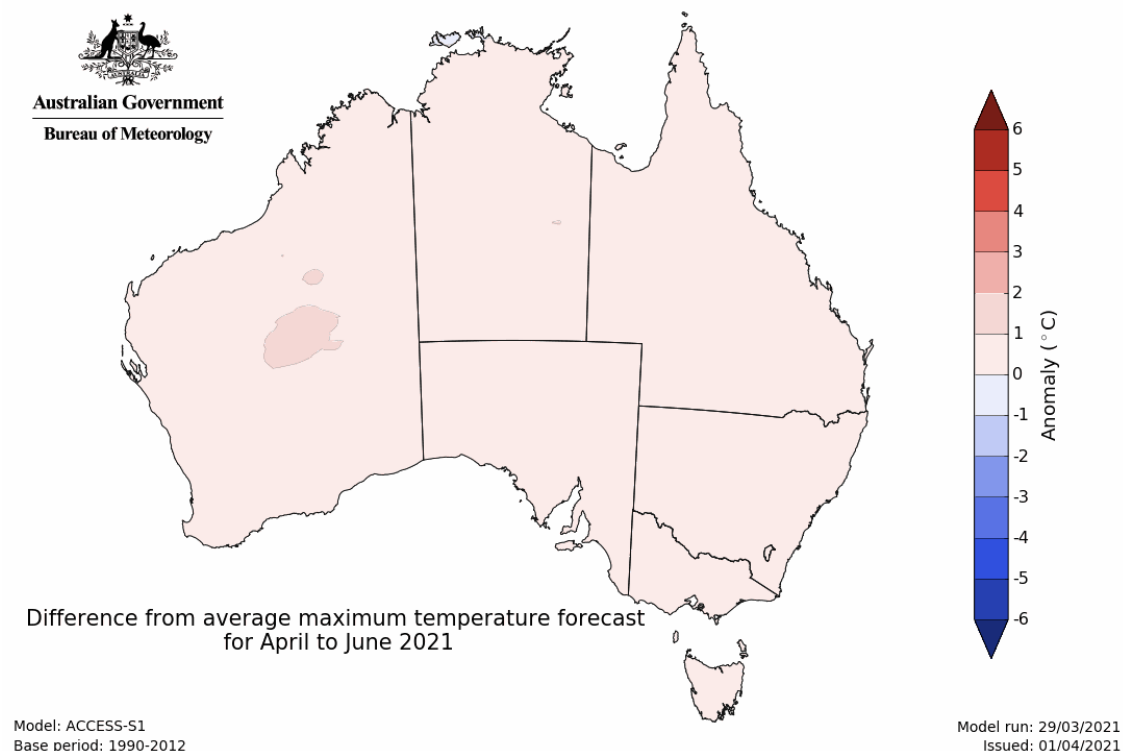 Australian Government
Bureau of Meteorology
6
5
4
3
2
1
0
-1
-2
-3
-4
-5
-6
Anomaly (°C)
Difference from average maximum temperature forecast
for April to June 2021
Model: ACCESS-S1
Base period: 1990-2012
Model run: 29/03/2021
Issued: 01/04/2021